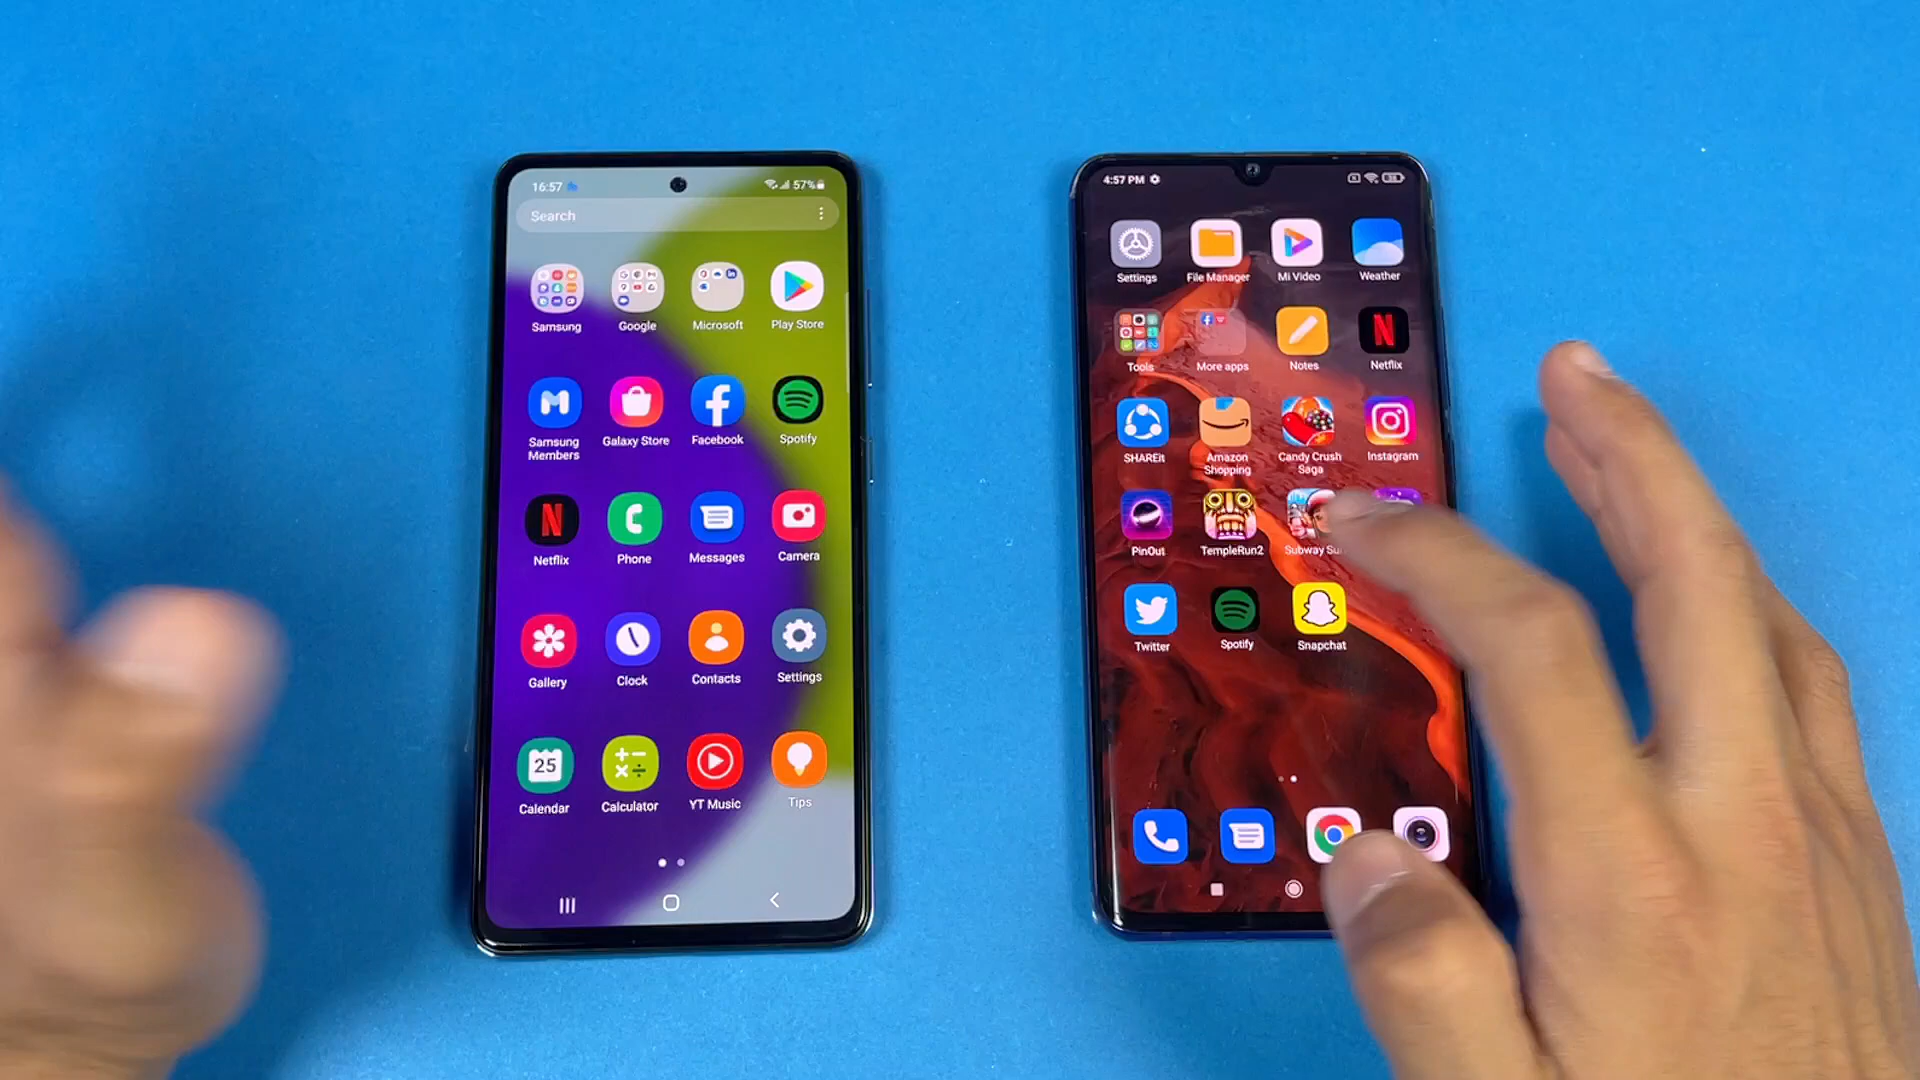 16:57
57%
Search
Samsung
Google
Microsoft
Play Store
Samsung
Members
Galaxy Store
Facebook
Spotify
Netflix
Phone
Messages
Camera
Gallery
Clock
Contacts
Settings
25
Calendar
Calculator
YT Music
Tips
4:57 PM
Settings
File Manager
Mi Video
Weather
Tools
More apps
Notes
Netflix
SHAREit
Amazon
Shopping
Candy Crush
Saga
Instagram
PinOut
TempleRun2
Subway Su
Twitter
Spotify
Snapchat